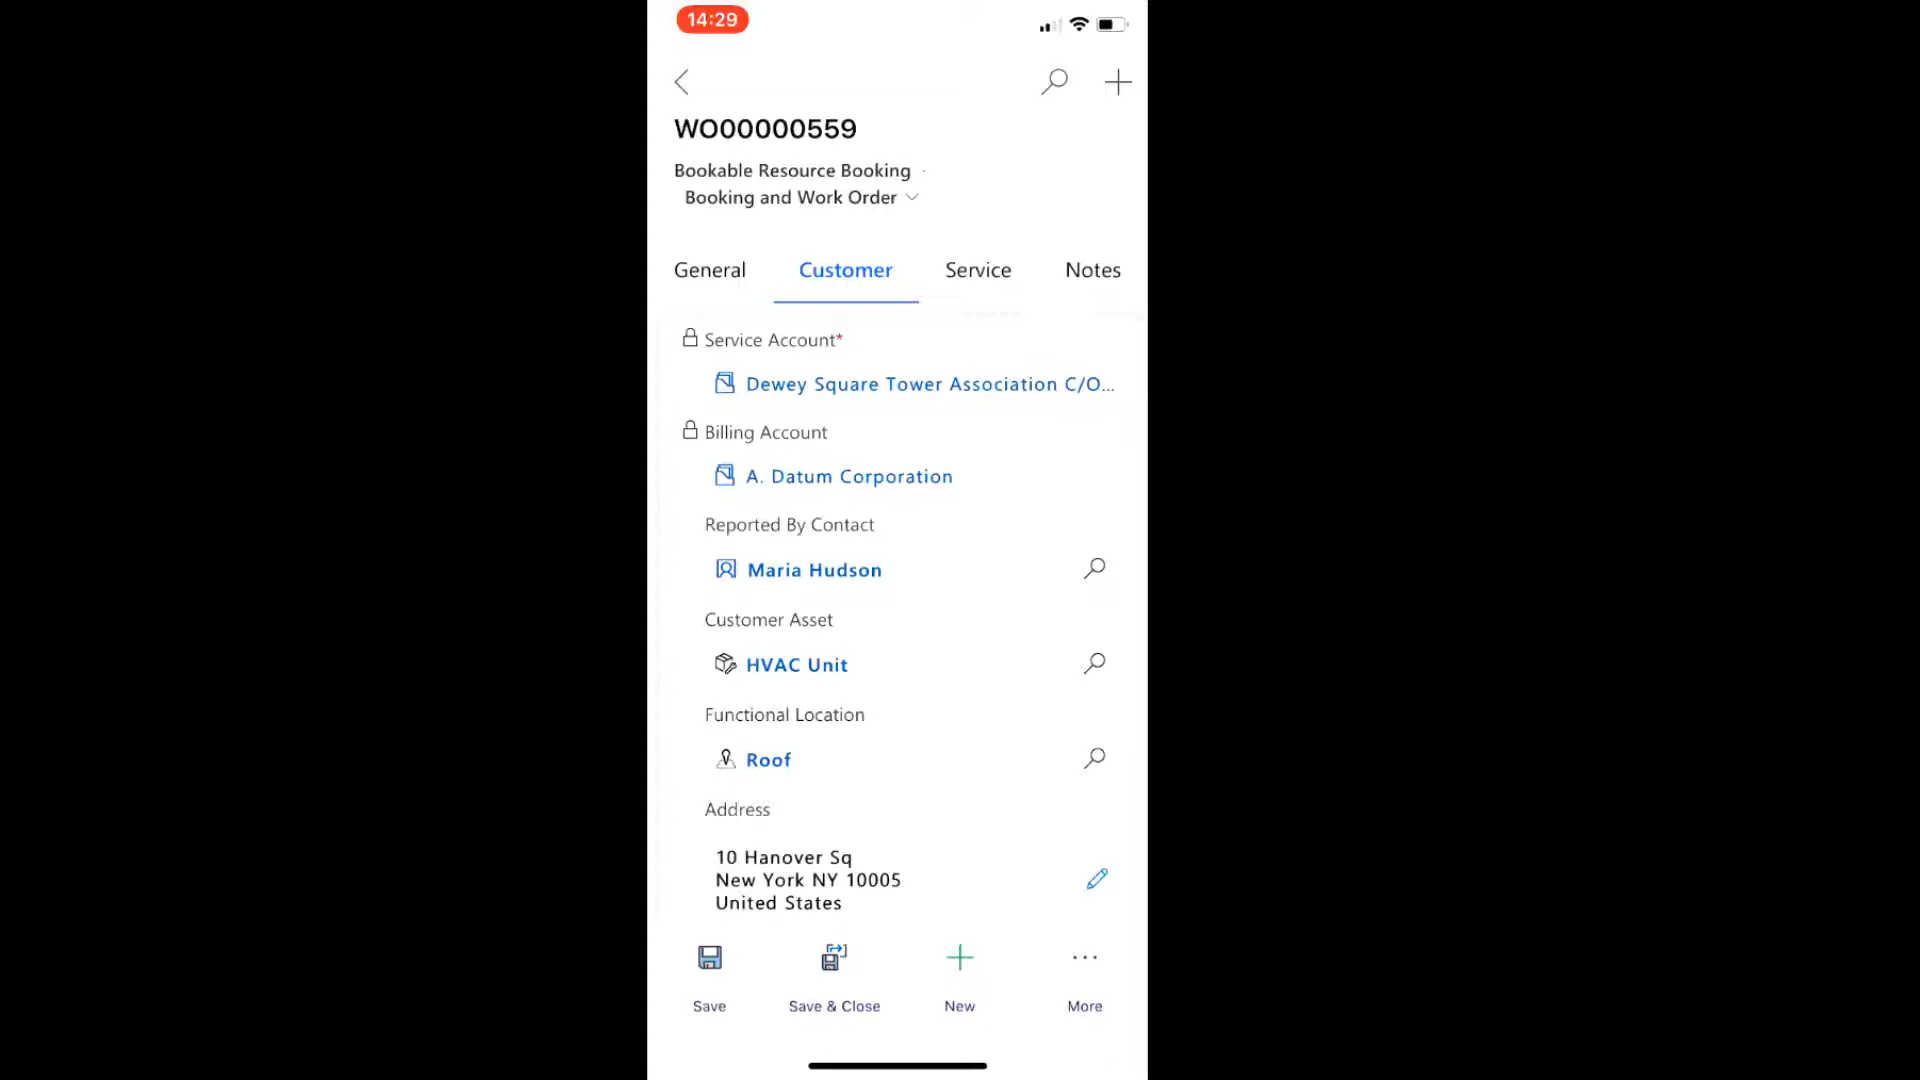 14:29
WO00000559
Bookable Resource Booking ·
Booking and Work Order
General Customer Service Notes
Service Account*
Dewey Square Tower Association C/O...
Billing Account
A. Datum Corporation
Reported By Contact
Maria Hudson
Customer Asset
HVAC Unit
Functional Location
Roof
Address
10 Hanover Sq
New York NY 10005
United States
Save Save & Close New More